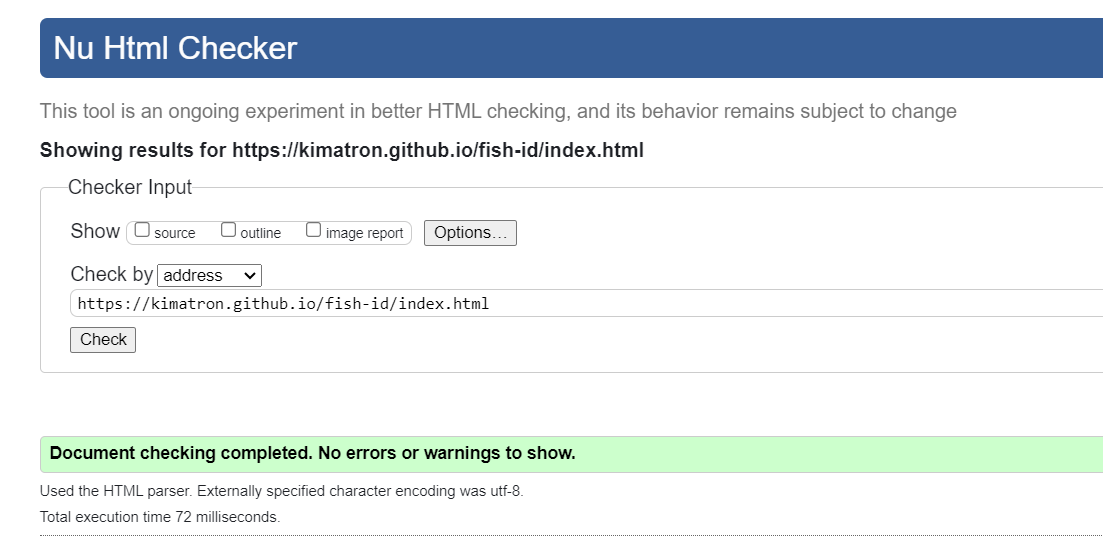 Nu Html Checker
This tool is an ongoing experiment in better HTML checking, and its behavior remains subject to change
Showing results for https://kimatron.github.io/fish-id/index.html
Checker Input
Show source outline image report Options...
Check by address
https://kimatron.github.io/fish-id/index.html
Check
Document checking completed. No errors or warnings to show.
Used the HTML parser. Externally specified character encoding was utf-8.
Total execution time 72 milliseconds.